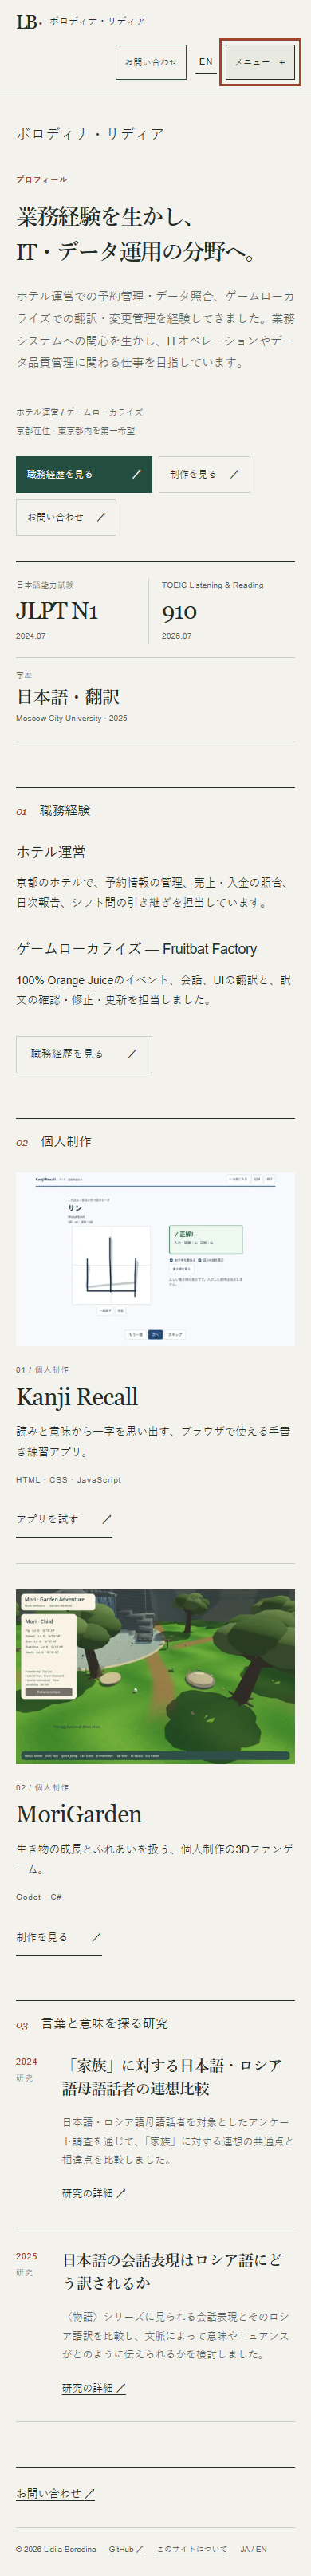 LB· ボロディナ・リディア
お問い合わせ EN メニュー +
ボロディナ・リディア
プロフィール
業務経験を生かし、
IT・データ運用の分野へ。
ホテル運営での予約管理・データ照合、ゲームローカ
ライズでの翻訳・変更管理を経験してきました。業務
システムへの関心を生かし、ITオペレーションやデー
タ品質管理に関わる仕事を目指しています。
ホテル運営 / ゲームローカライズ
京都在住・東京都内を第一希望
職務経歴を見る ↗ 制作を見る ↗
お問い合わせ ↗
日本語能力試験
JLPT N1
2024.07
TOEIC Listening & Reading
910
2026.07
学歴
日本語・翻訳
Moscow City University · 2025
01 職務経験
ホテル運営
京都のホテルで、予約情報の管理、売上・入金の照合、
日次報告、シフト間の引き継ぎを担当しています。
ゲームローカライズ — Fruitbat Factory
100% Orange Juiceのイベント、会話、UIの翻訳と、訳
文の確認・修正・更新を担当しました。
職務経歴を見る ↗
02 個人制作
Kanji Recall
サン
✓ 正解!
もう一度 次へ スキップ
01 / 個人制作
Kanji Recall
読みと意味から一字を思い出す、ブラウザで使える手書
き練習アプリ。
HTML · CSS · JavaScript
アプリを試す ↗
Mori · Garden Adventure
Mori · Child
02 / 個人制作
MoriGarden
生き物の成長とふれあいを扱う、個人制作の3Dファンゲ
ーム。
Godot · C#
制作を見る ↗
03 言葉と意味を探る研究
2024
研究
「家族」に対する日本語・ロシア
語母語話者の連想比較
日本語・ロシア語母語話者を対象としたアンケー
ト調査を通じて、「家族」に対する連想の共通点と
相違点を比較しました。
研究の詳細 ↗
2025
研究
日本語の会話表現はロシア語にど
う訳されるか
〈物語〉シリーズに見られる会話表現とそのロシ
ア語訳を比較し、文脈によって意味やニュアンス
がどのように伝えられるかを検討しました。
研究の詳細 ↗
お問い合わせ ↗
© 2026 Lidiia Borodina GitHub ↗ このサイトについて JA / EN